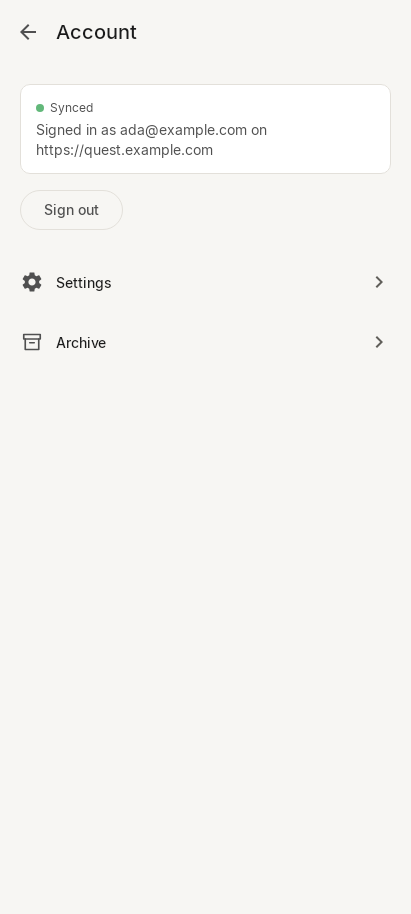 Account
Synced
Signed in as ada@example.com on
https://quest.example.com
Sign out
Settings
Archive